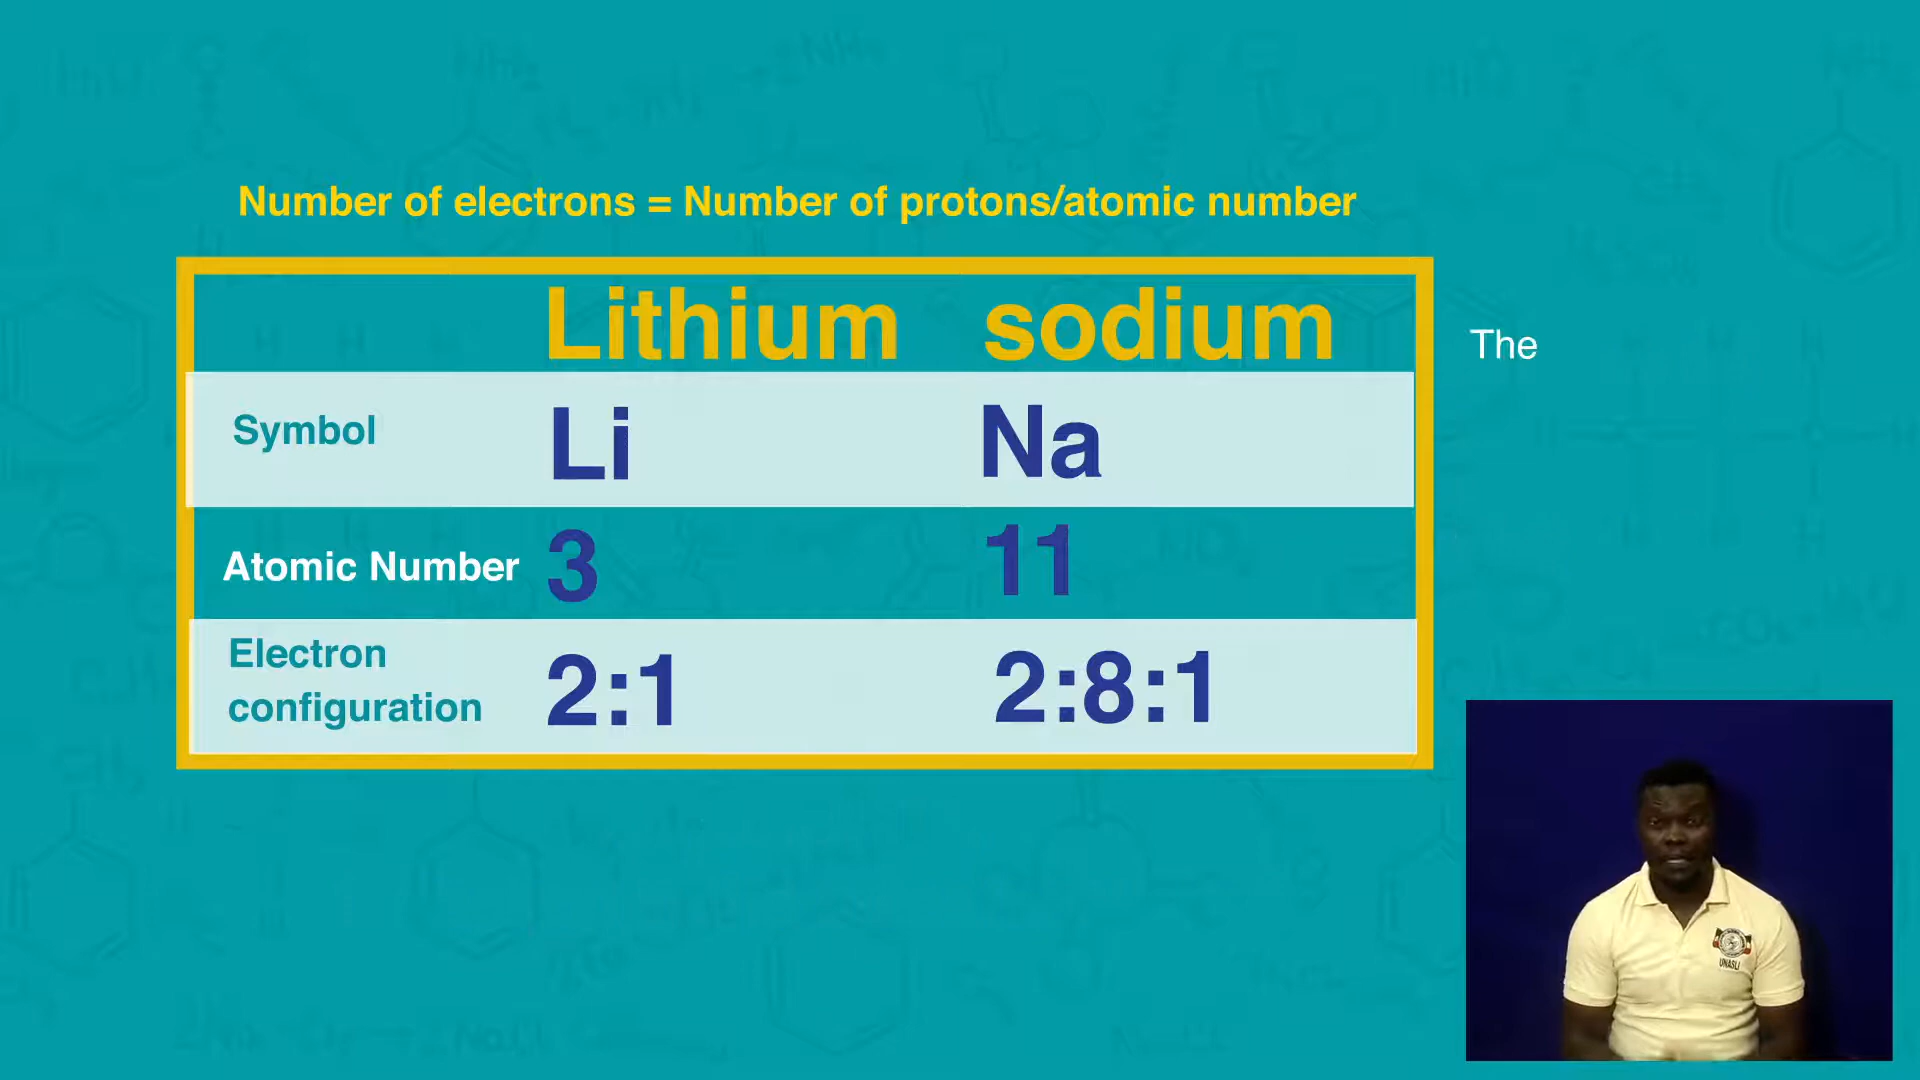 Number of electrons = Number of protons/atomic number
Lithium sodium
The
Symbol Li Na
Atomic Number 3 11
Electron
configuration 2:1 2:8:1
UNASLI